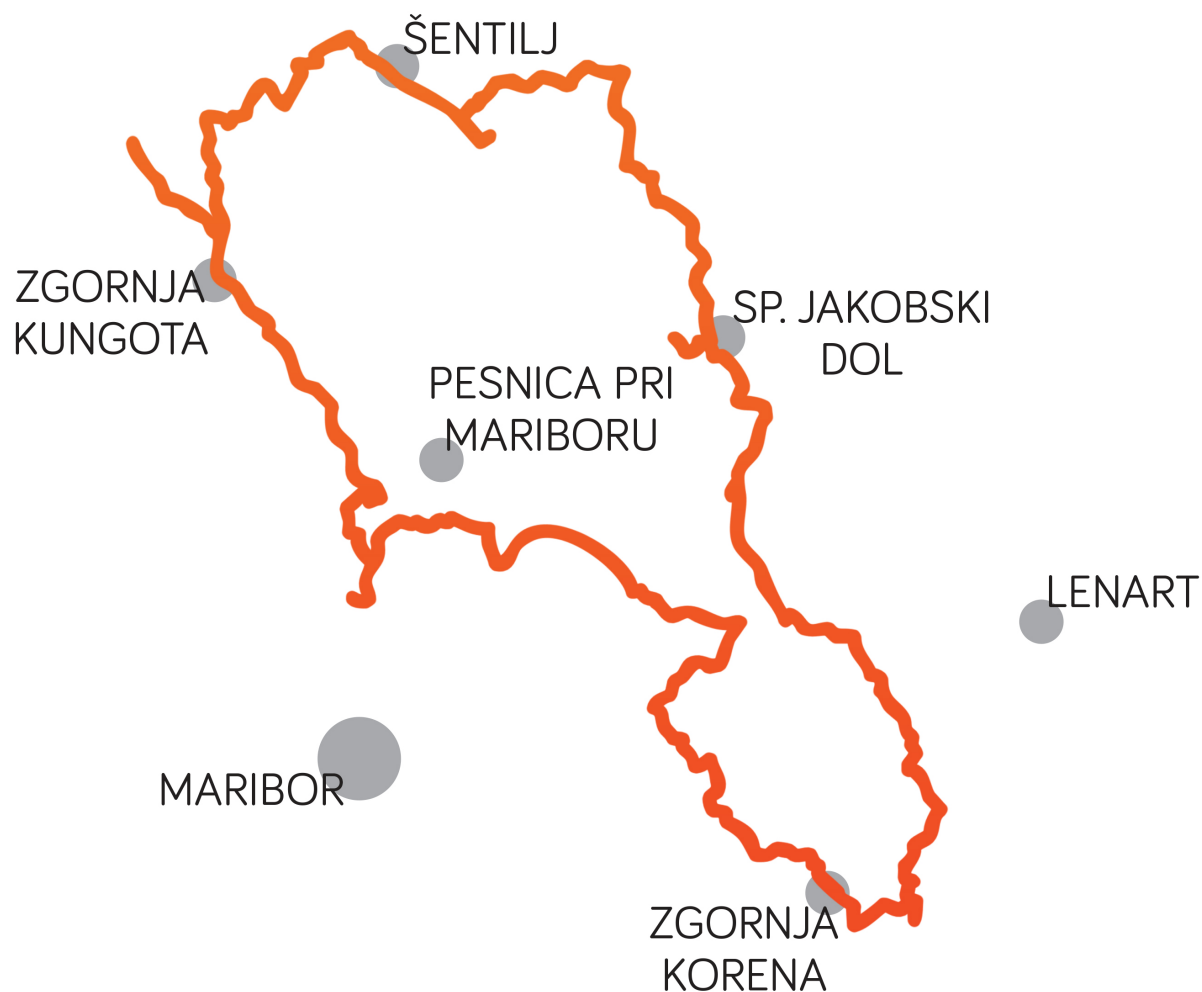 ŠENTILJ
ZGORNJA
KUNGOTA
SP. JAKOBSKI
DOL
PESNICA PRI
MARIBORU
LENART
MARIBOR
ZGORNJA
KORENA